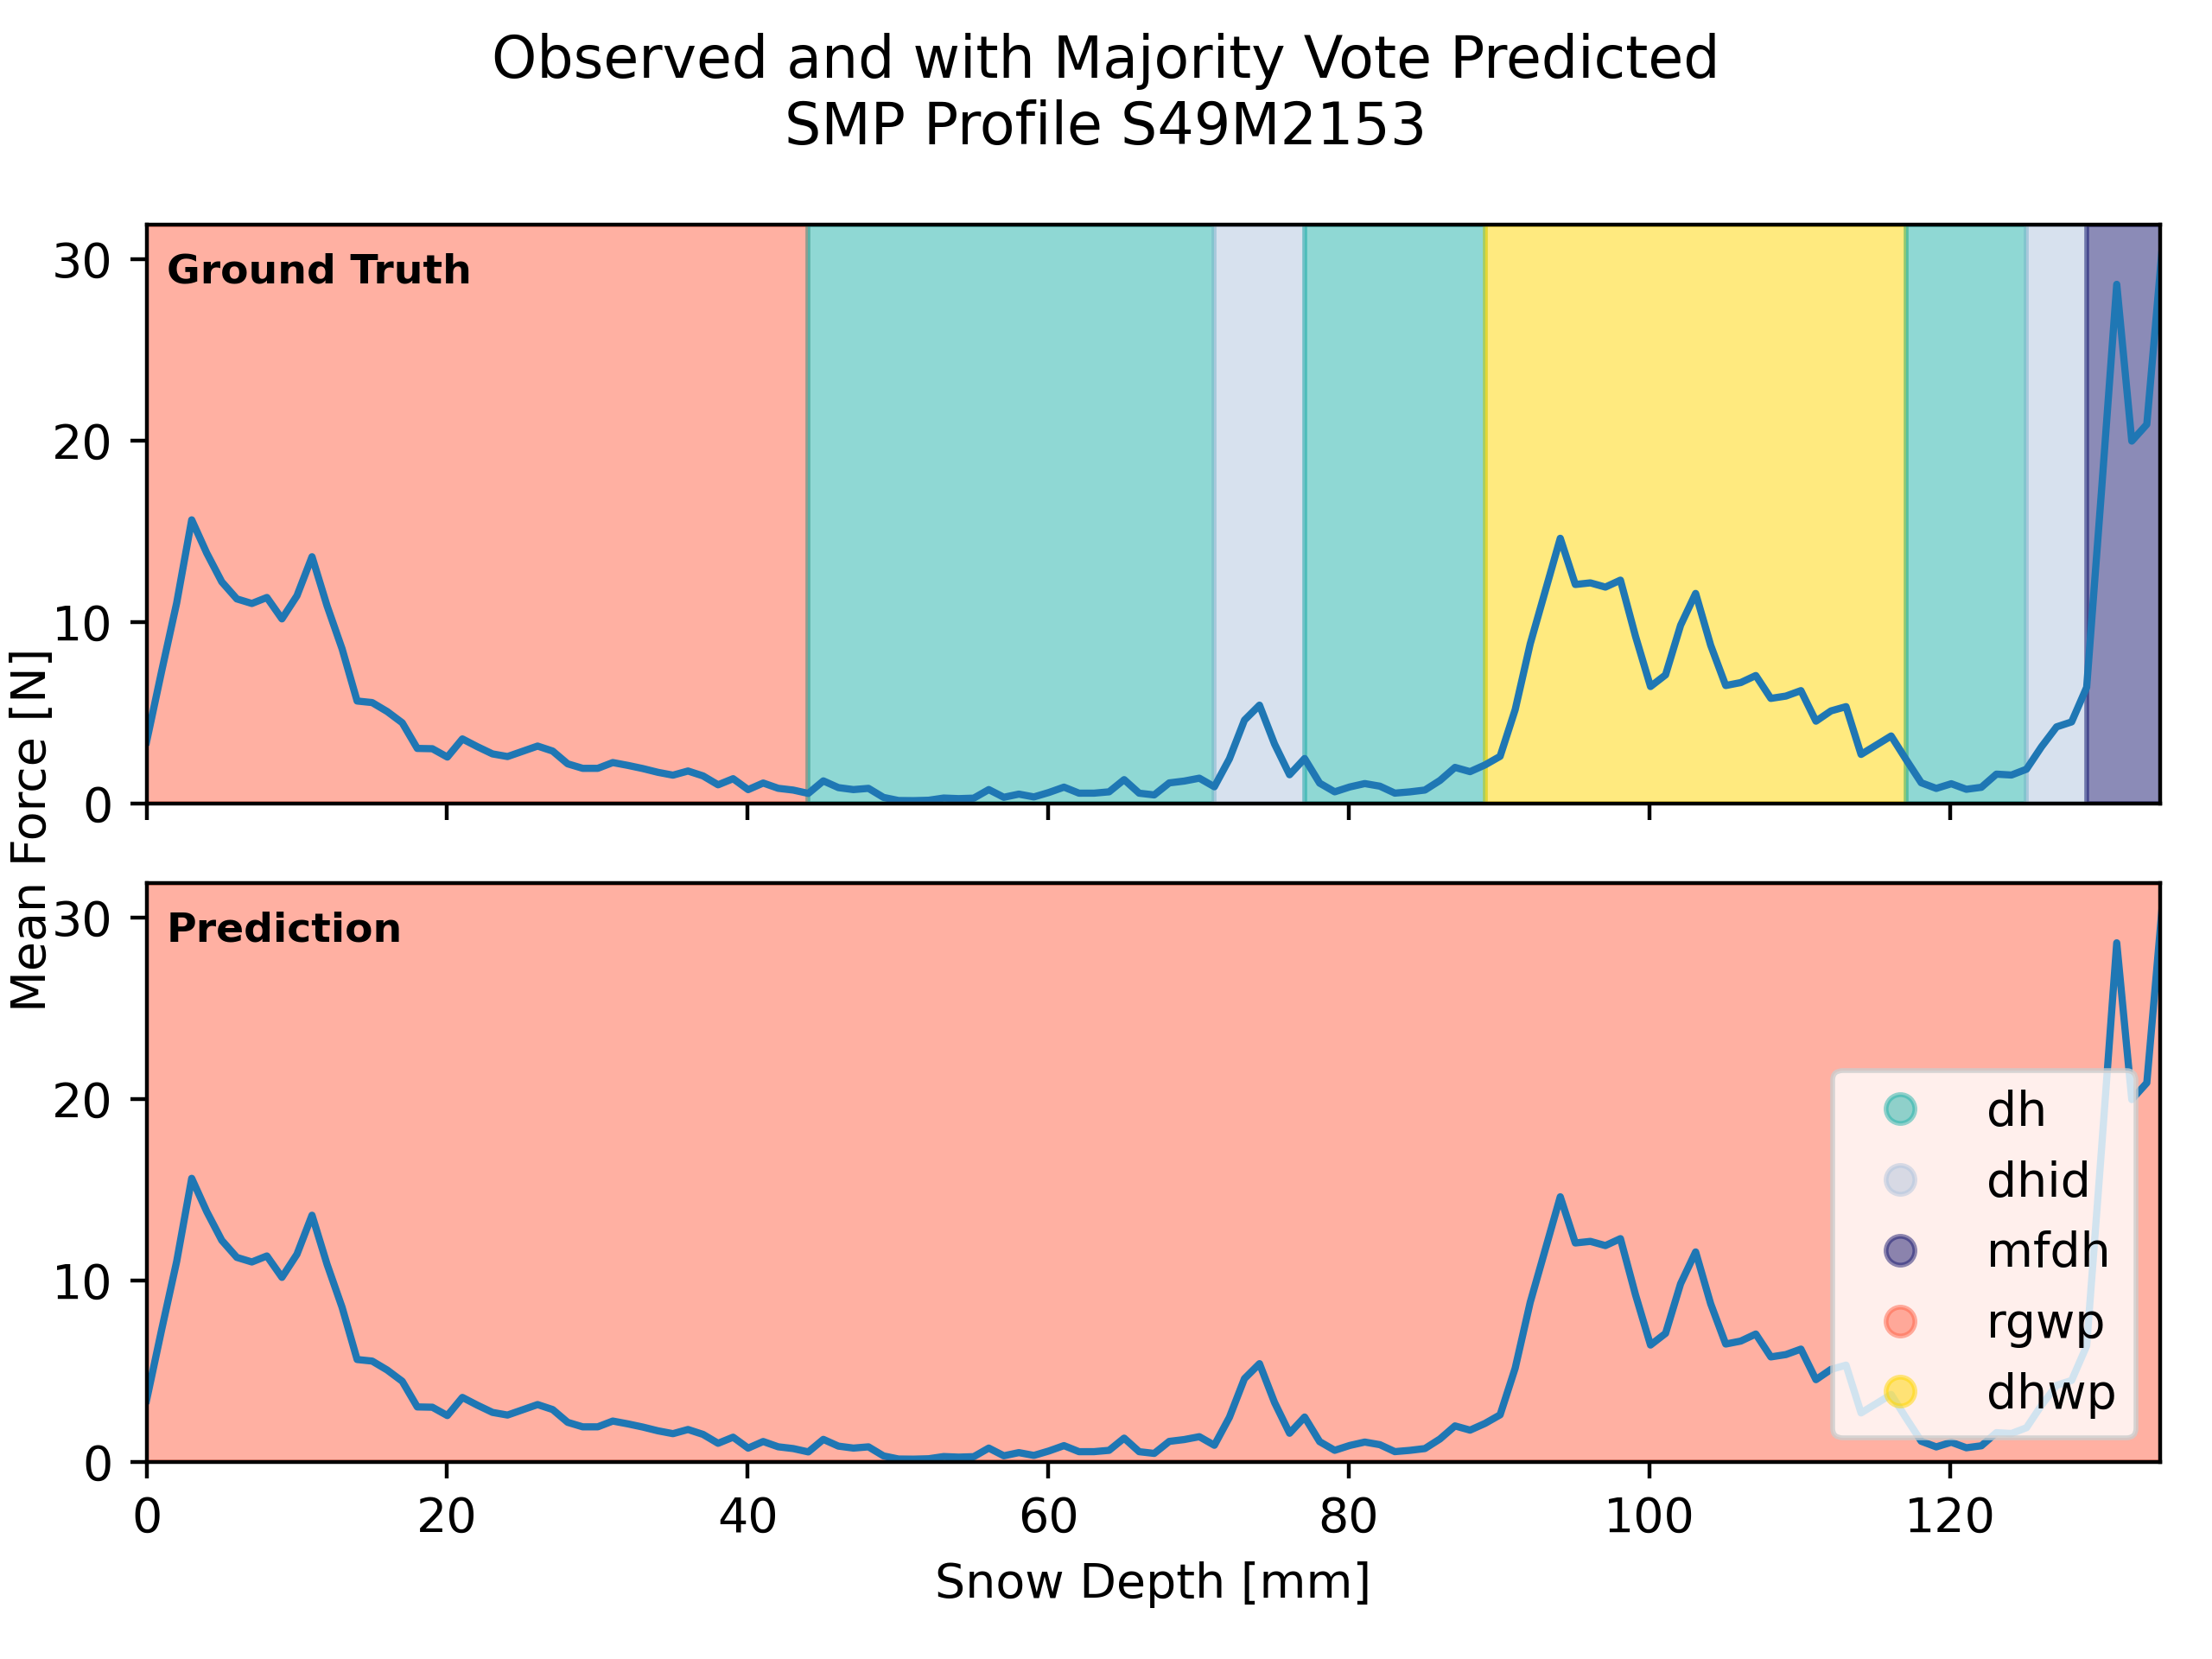 Observed and with Majority Vote Predicted
SMP Profile S49M2153
Mean Force [N]
30
20
10
0
Ground Truth
30
20
10
0
Prediction
dh
dhid
mfdh
rgwp
dhwp
0 20 40 60 80 100 120
Snow Depth [mm]